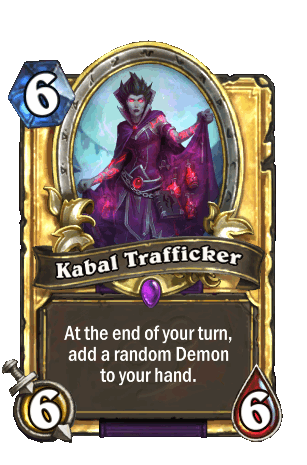 6
Kabal Trafficker
At the end of your turn,
add a random Demon
to your hand.
6
6